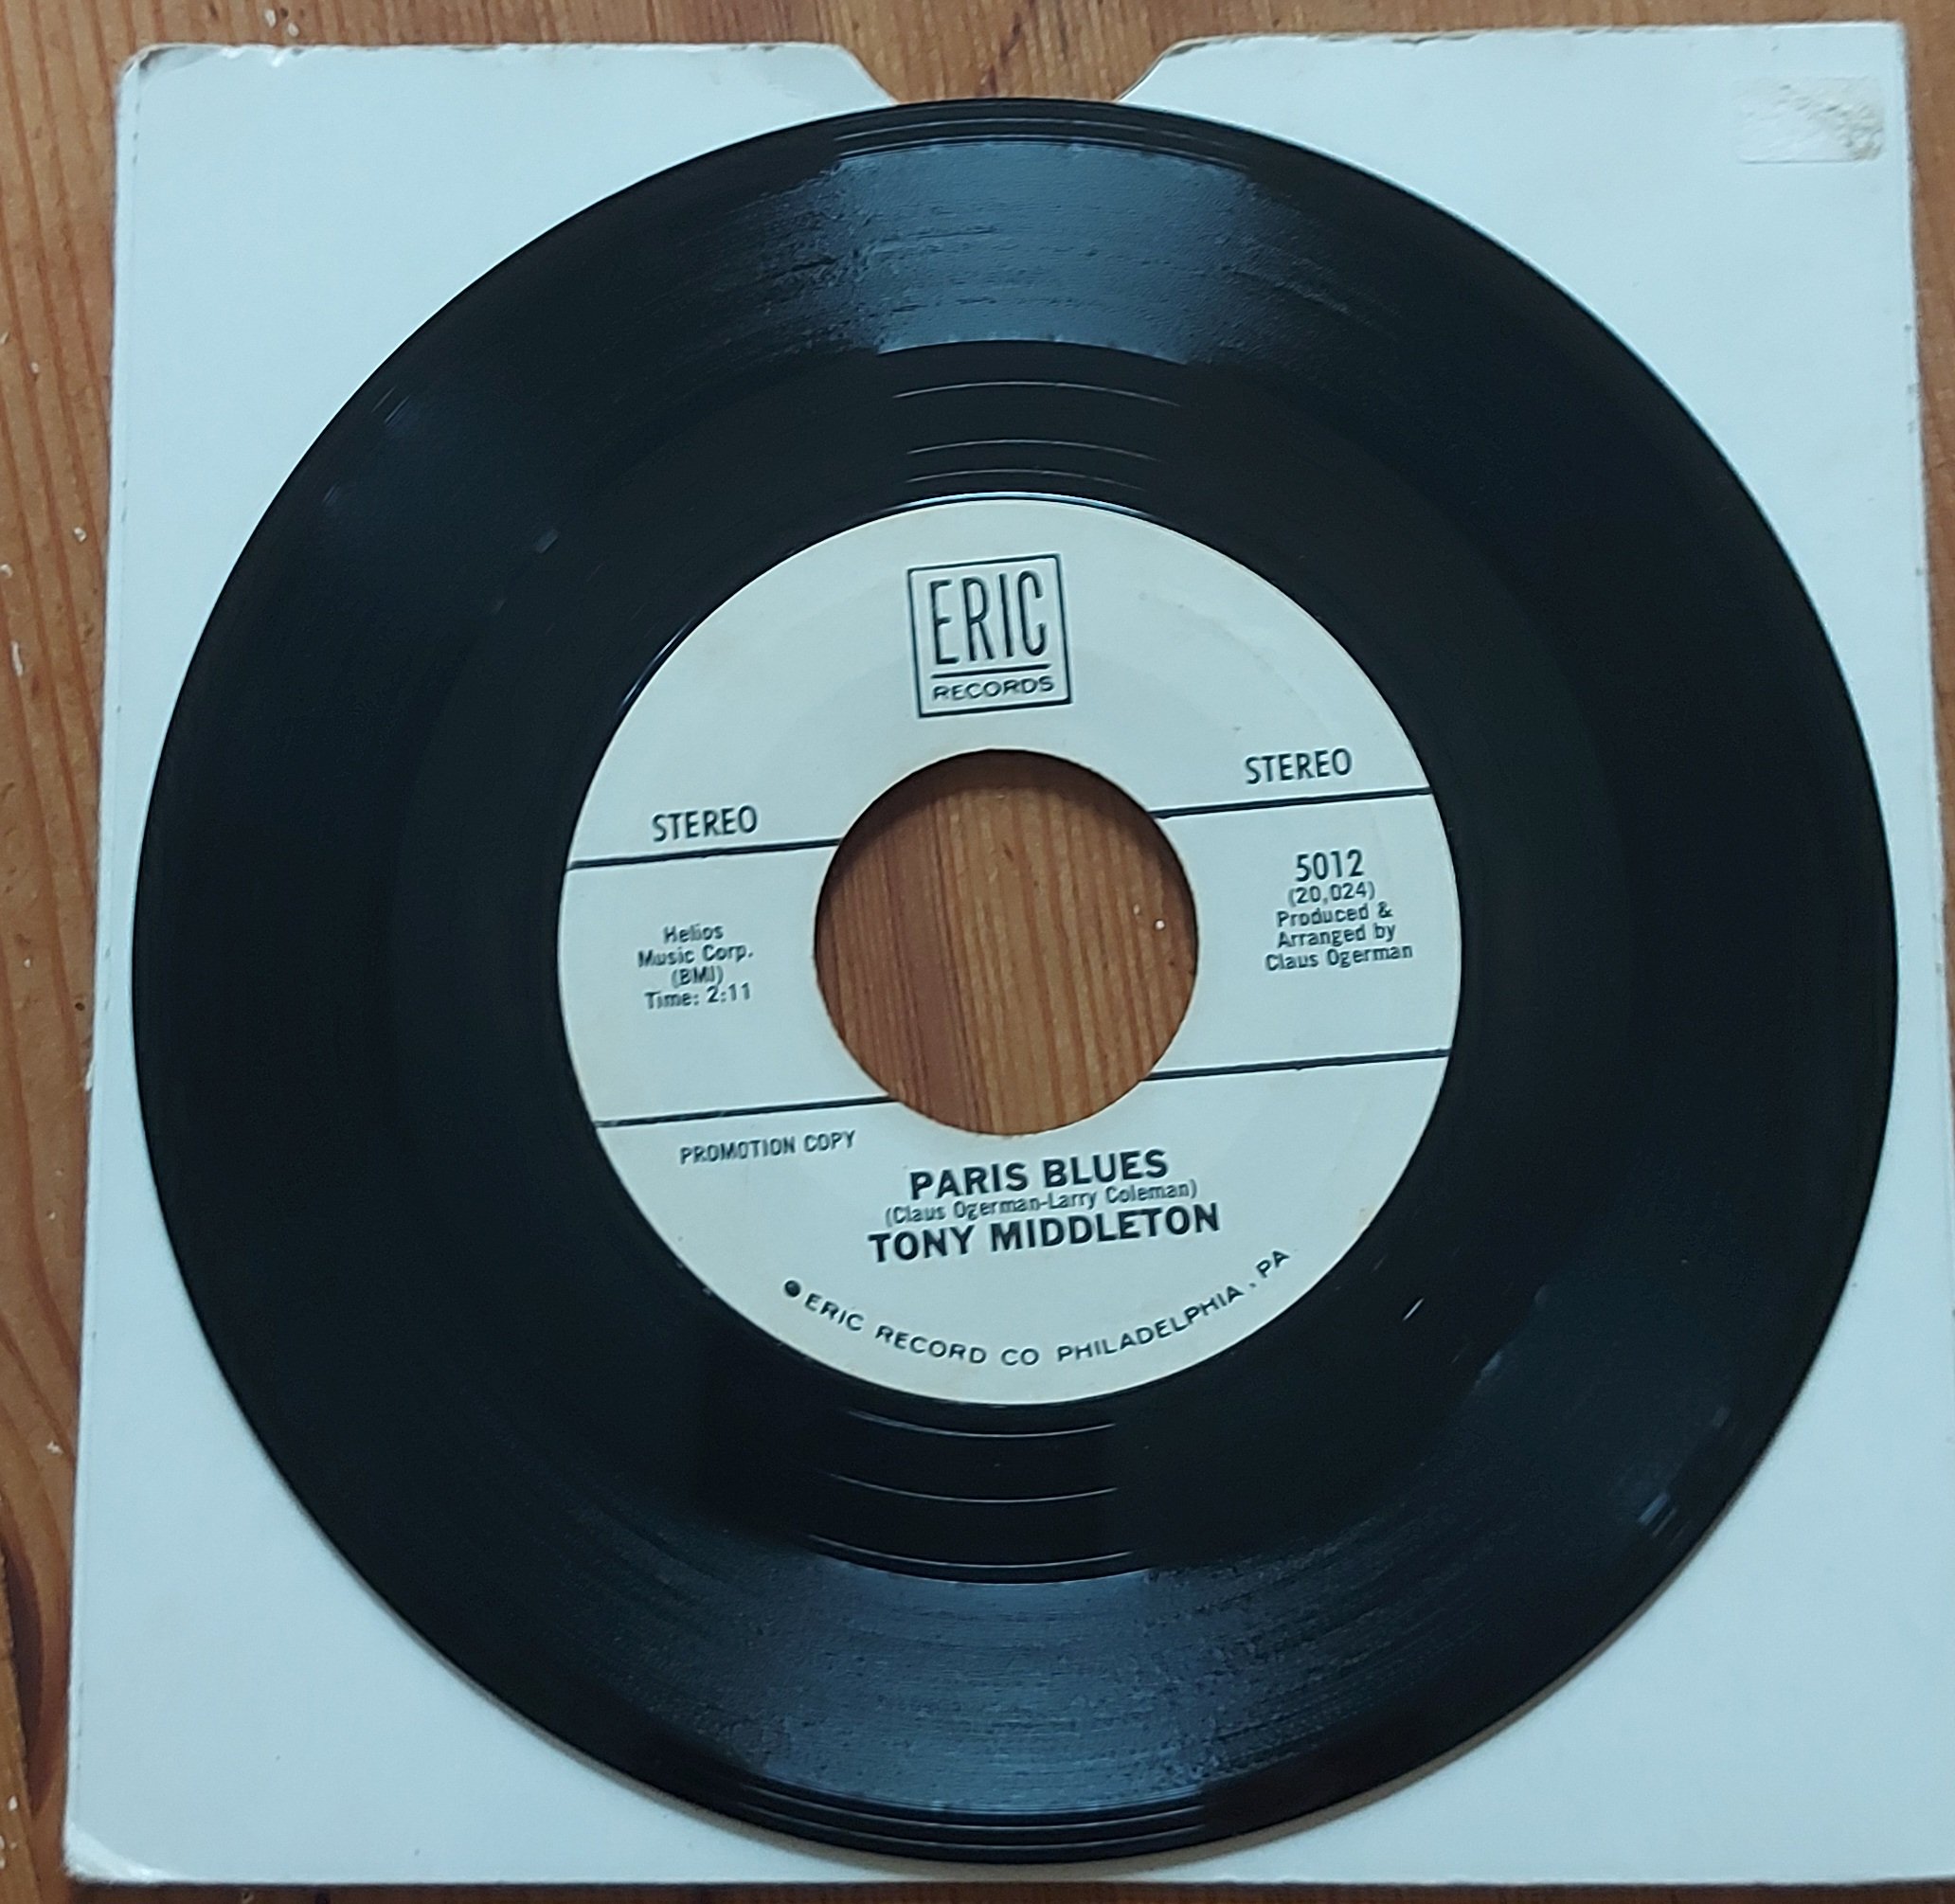 ERIC
RECORDS
STEREO
STEREO
Helios
Music Corp.
(BMI)
Time: 2:11
5012
(20,024)
Produced &
Arranged by
Claus Ogerman
PROMOTION COPY
PARIS BLUES
(Claus Ogerman-Larry Coleman)
TONY MIDDLETON
ERIC RECORD CO PHILADELPHIA, PA